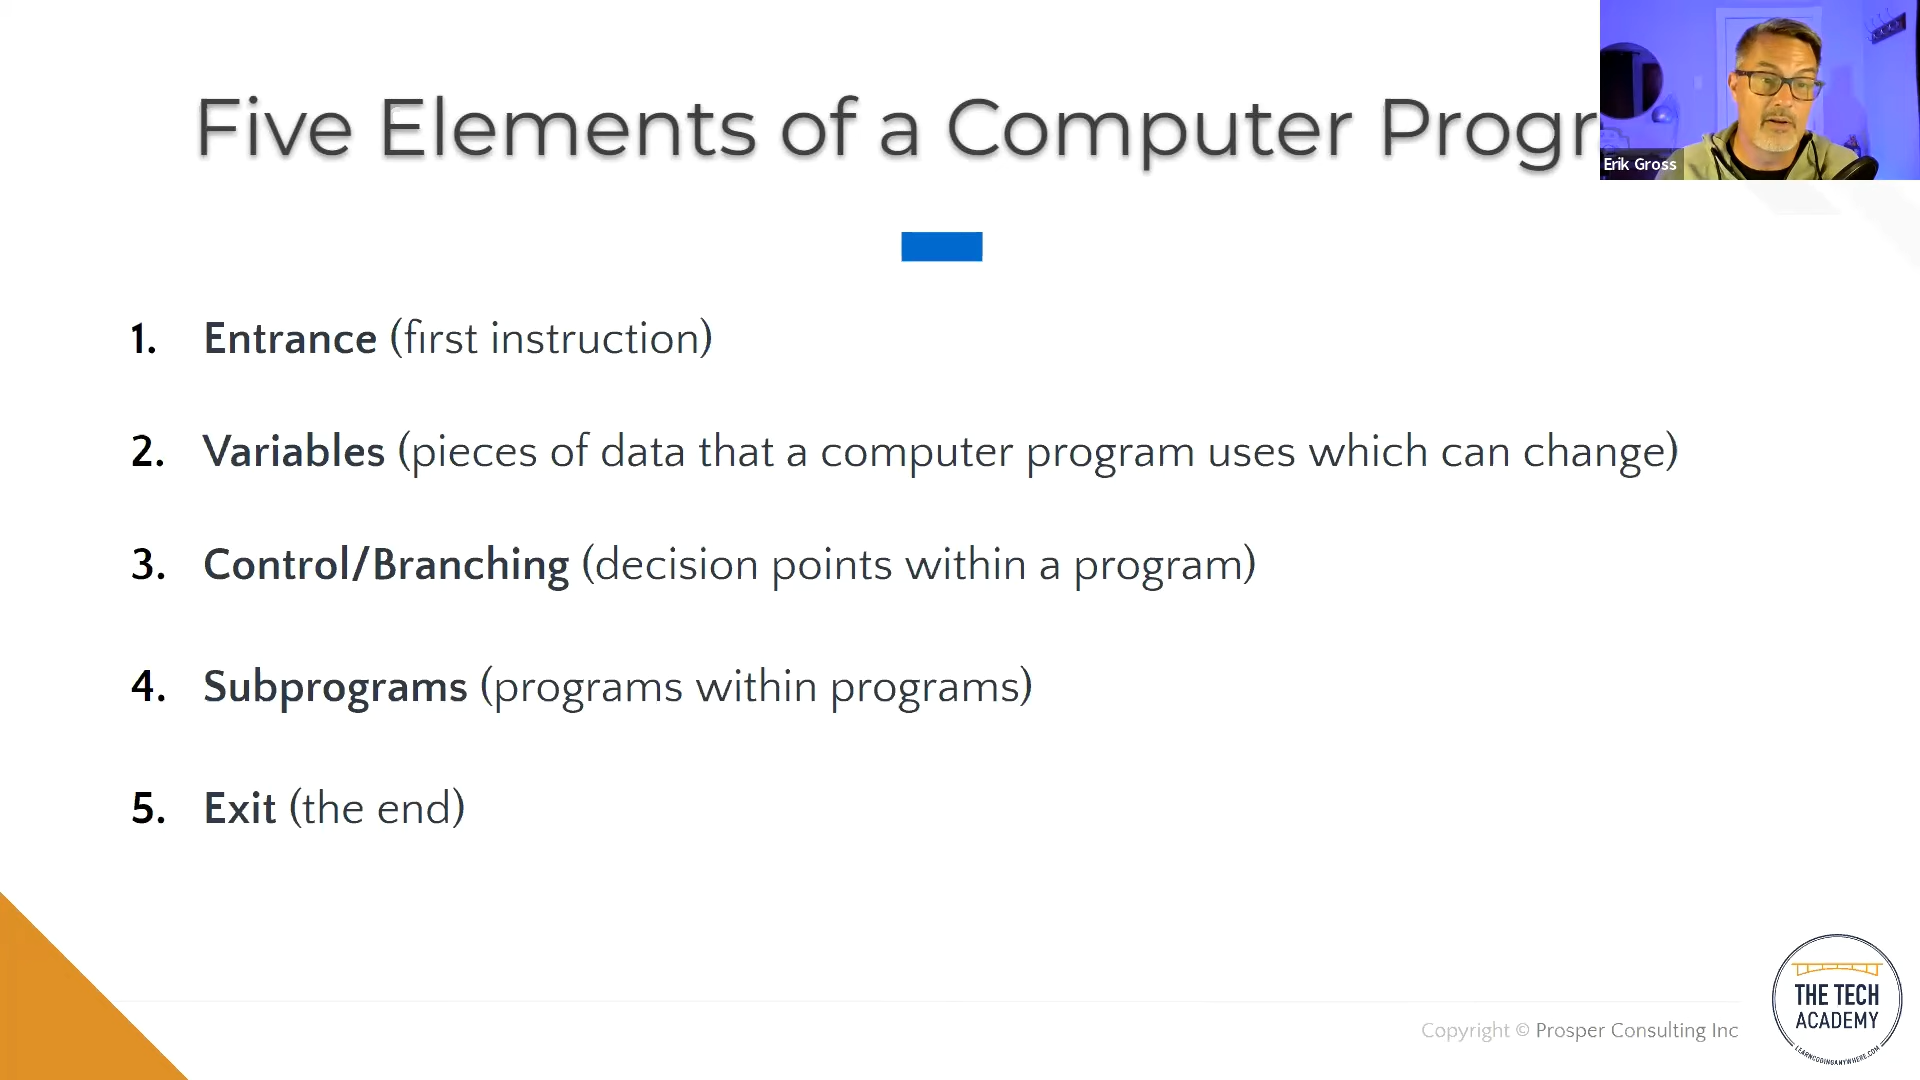 Five Elements of a Computer Progr
Erik Gross
1. Entrance (first instruction)
2. Variables (pieces of data that a computer program uses which can change)
3. Control/Branching (decision points within a program)
4. Subprograms (programs within programs)
5. Exit (the end)
Copyright © Prosper Consulting Inc
THE TECH
ACADEMY
LEARNCODINGANYWHERE.COM